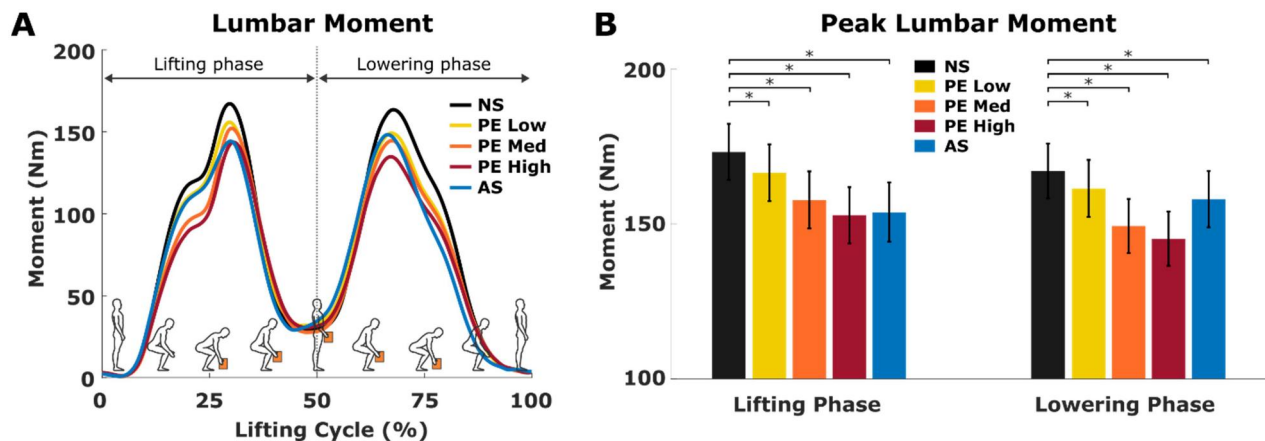 A
Lumbar Moment
Lifting phase
Lowering phase
NS
PE Low
PE Med
PE High
AS
200
150
100
50
0
Moment (Nm)
0
25
50
75
100
Lifting Cycle (%)
B
Peak Lumbar Moment
*
*
*
*
NS
PE Low
PE Med
PE High
AS
*
*
*
*
200
150
100
Moment (Nm)
Lifting Phase
Lowering Phase